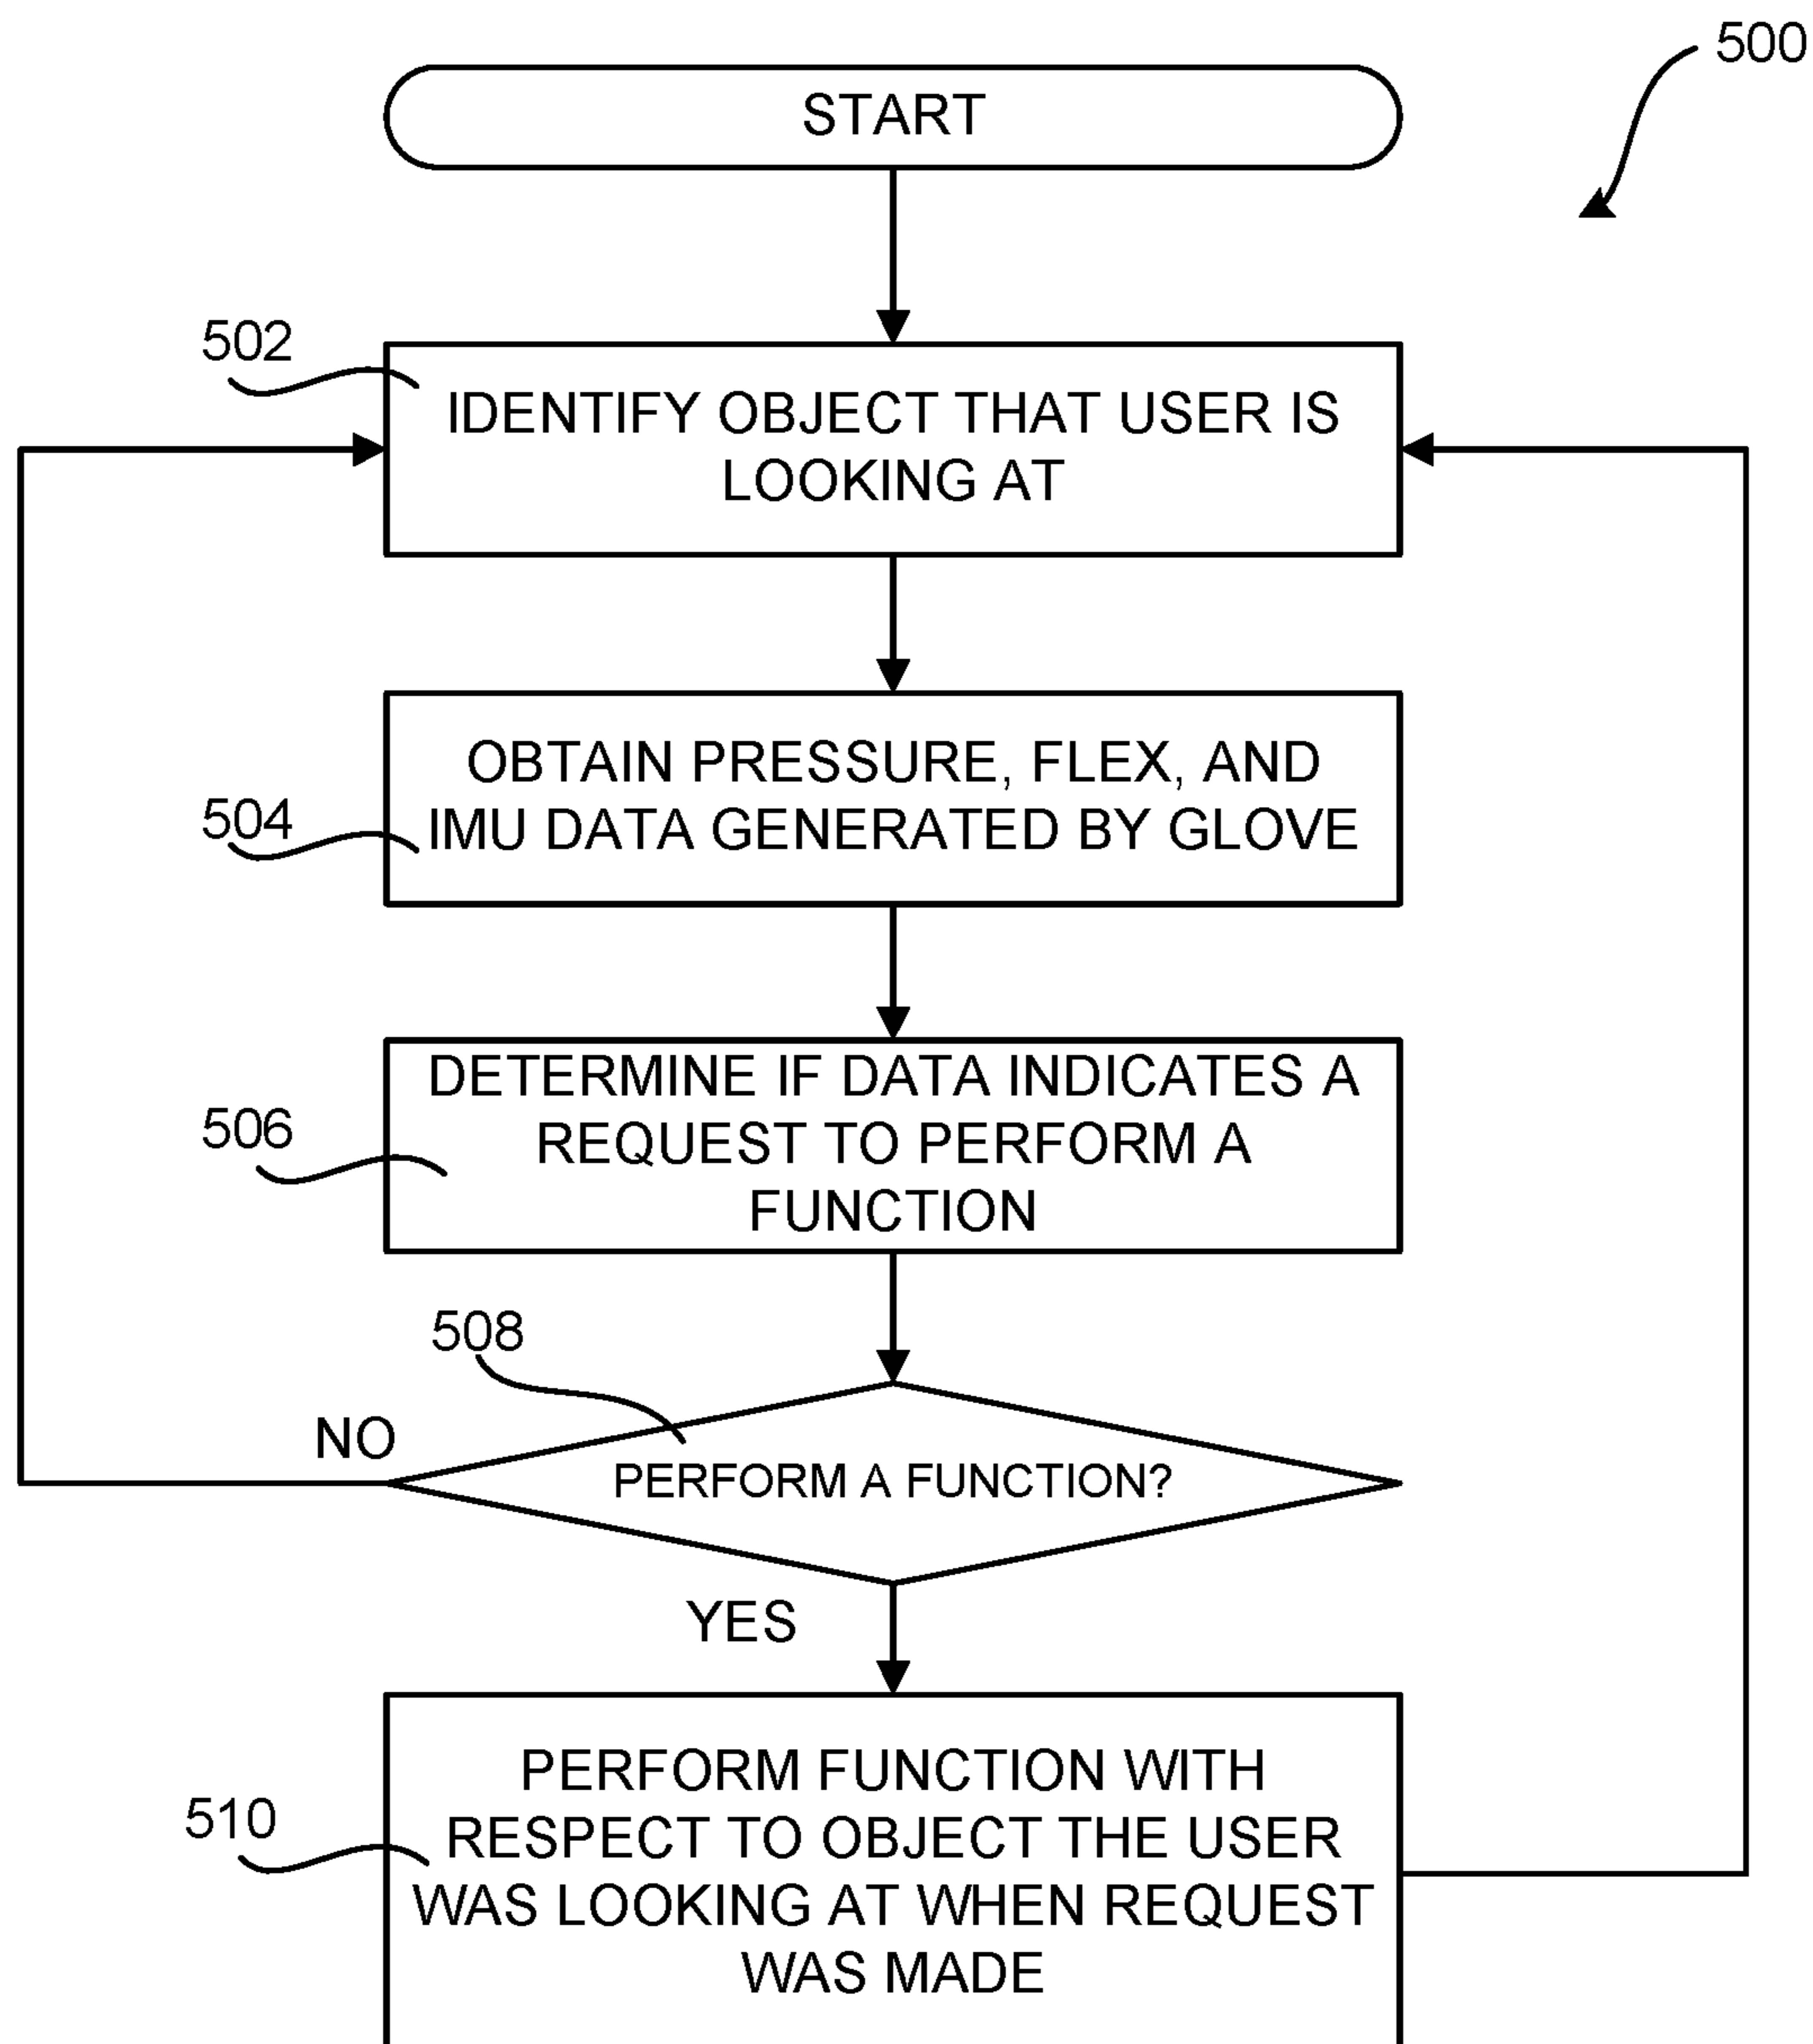 500
START
502
IDENTIFY OBJECT THAT USER IS
LOOKING AT
OBTAIN PRESSURE, FLEX, AND
504
IMU DATA GENERATED BY GLOVE
DETERMINE IF DATA INDICATES A
506
REQUEST TO PERFORM A
FUNCTION
508
NO
PERFORM A FUNCTION?
YES
PERFORM FUNCTION WITH
510
RESPECT TO OBJECT THE USER
WAS LOOKING AT WHEN REQUEST
WAS MADE